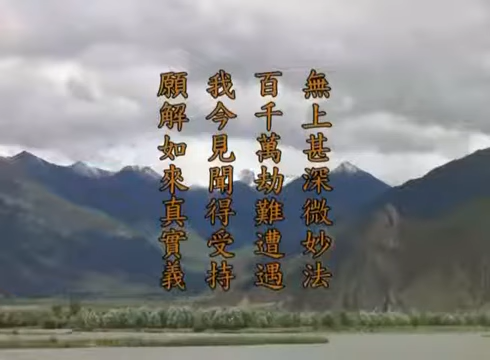 無上甚深微妙法
百千萬劫難遭遇
我今見聞得受持
願解如來真實義